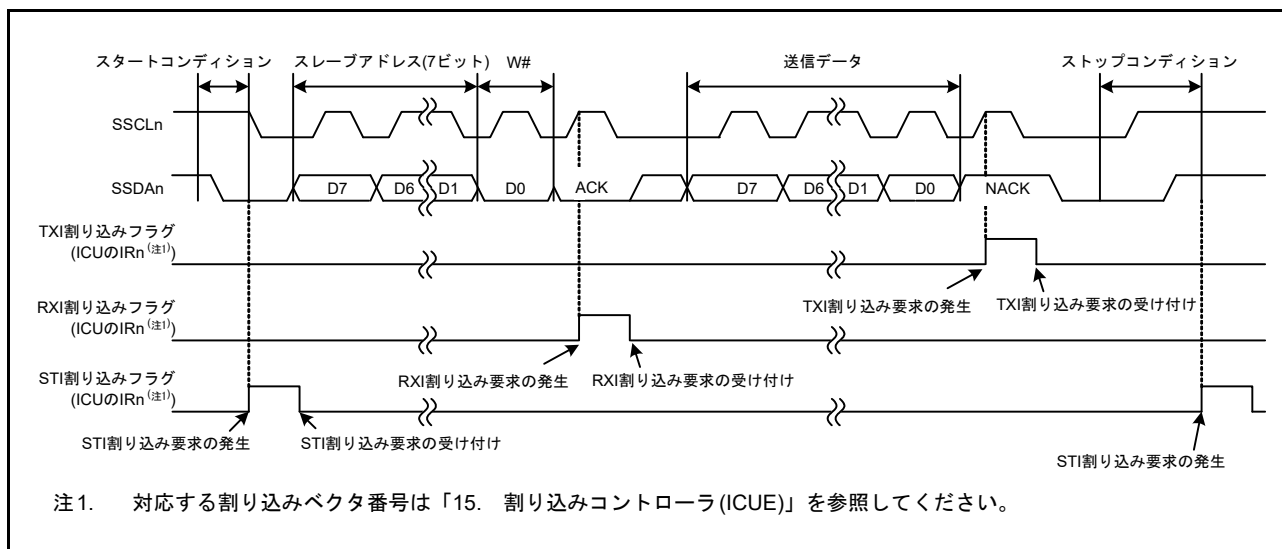 スタートコンディション スレーブアドレス(7ビット) W# 送信データ ストップコンディション
SSCLn
SSDAn D7 D6 D1 D0 ACK D7 D6 D1 D0 NACK
TXI割り込みフラグ
(ICUのIRn(注1))
TXI割り込み要求の発生 TXI割り込み要求の受け付け
RXI割り込みフラグ
(ICUのIRn(注1))
RXI割り込み要求の発生 RXI割り込み要求の受け付け
STI割り込みフラグ
(ICUのIRn(注1))
STI割り込み要求の発生 STI割り込み要求の受け付け
STI割り込み要求の発生
注1. 対応する割り込みベクタ番号は「15. 割り込みコントローラ(ICUE)」を参照してください。